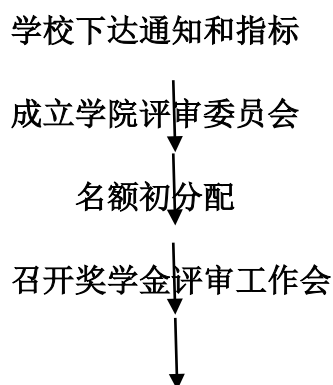 学校下达通知和指标
成立学院评审委员会
名额初分配
召开奖学金评审工作会